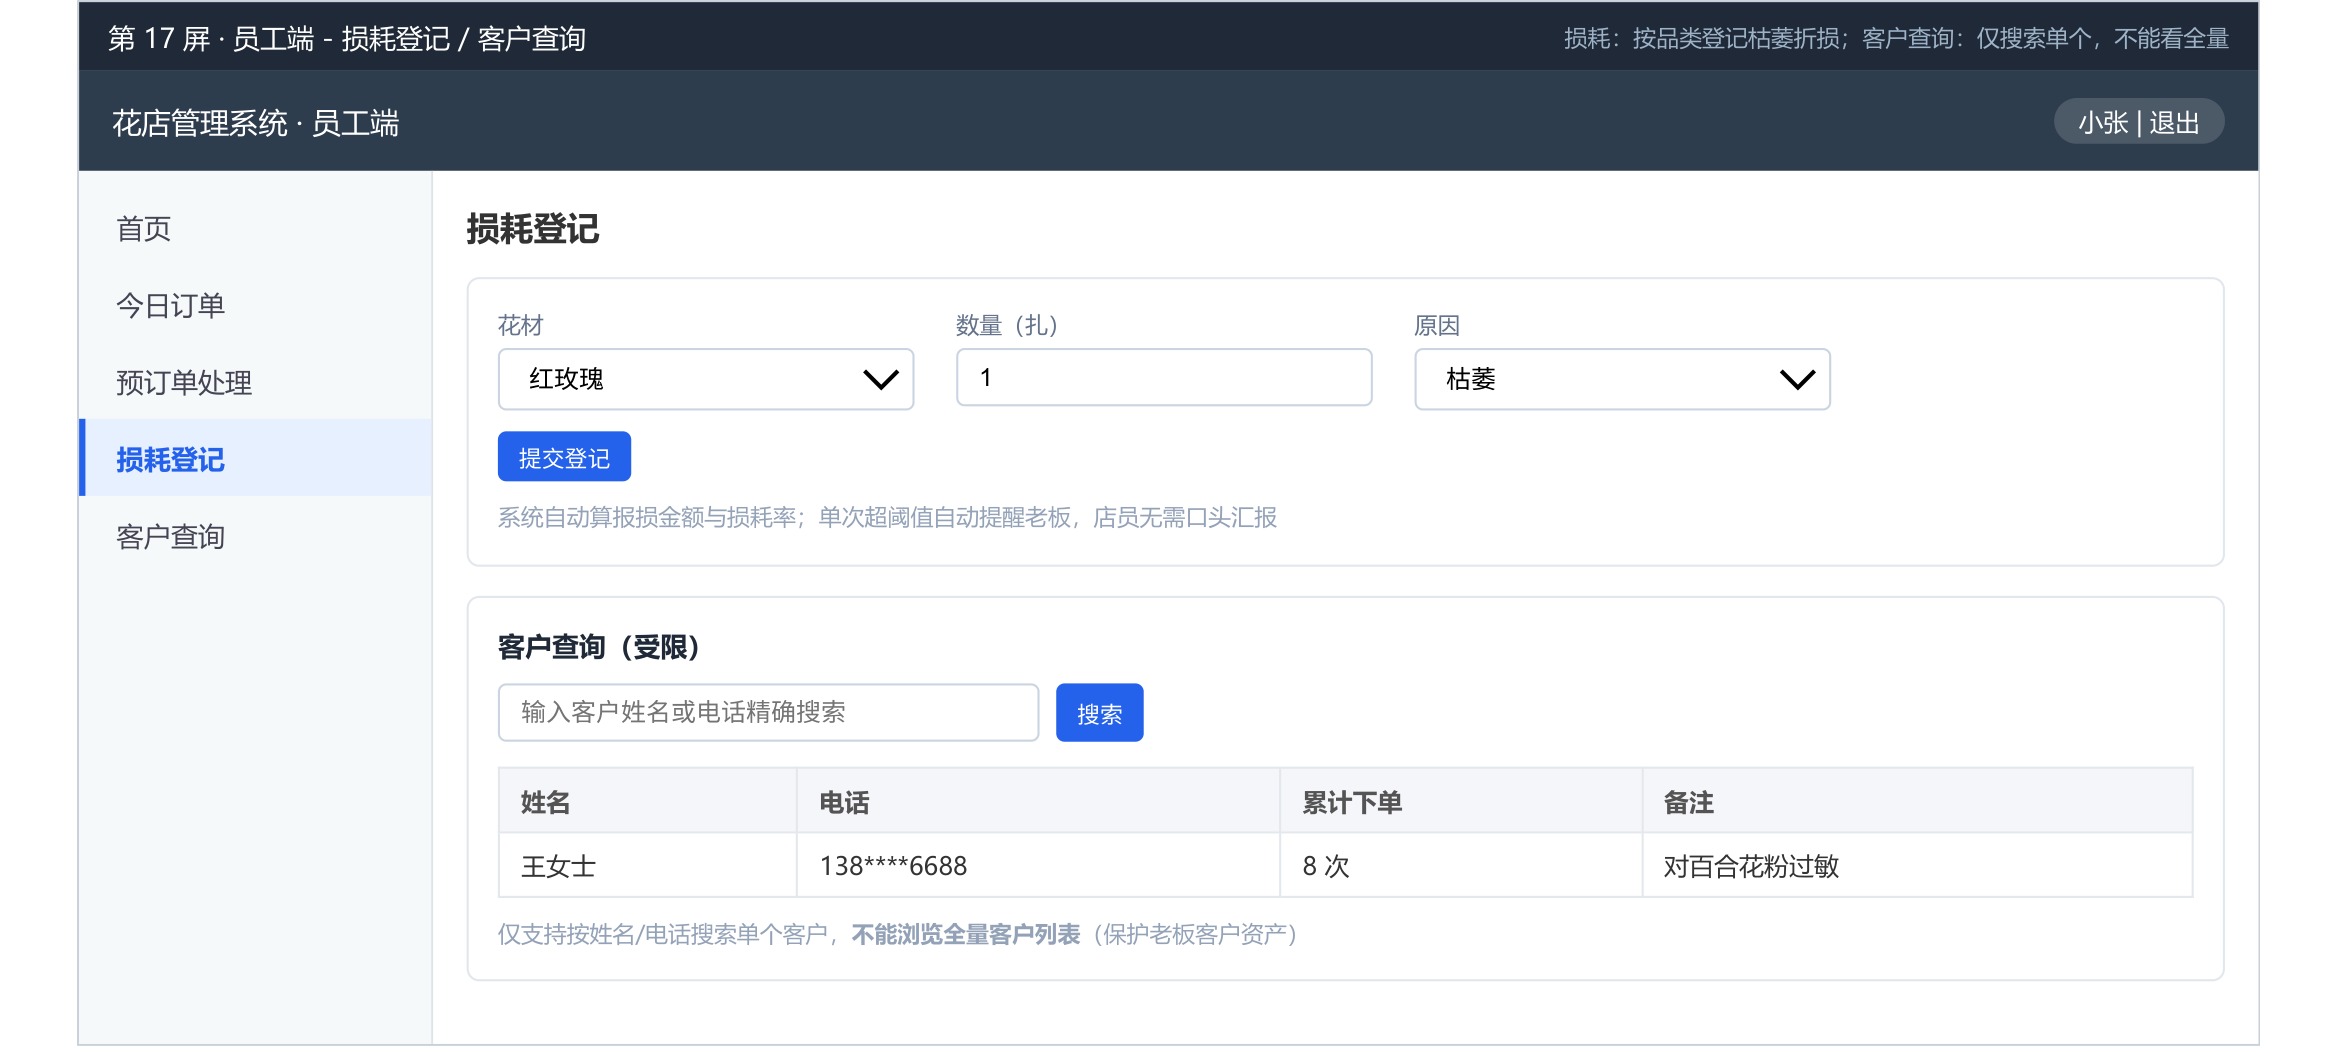 第 17 屏 · 员工端 - 损耗登记 / 客户查询
损耗：按品类登记枯萎折损；客户查询：仅搜索单个，不能看全量
花店管理系统 · 员工端
小张 | 退出
首页
今日订单
预订单处理
损耗登记
客户查询
损耗登记
花材
数量（扎）
原因
红玫瑰
1
枯萎
提交登记
系统自动算报损金额与损耗率；单次超阈值自动提醒老板，店员无需口头汇报
客户查询（受限）
输入客户姓名或电话精确搜索
搜索
姓名 电话 累计下单 备注
王女士 138****6688 8 次 对百合花粉过敏
仅支持按姓名/电话搜索单个客户，不能浏览全量客户列表（保护老板客户资产）